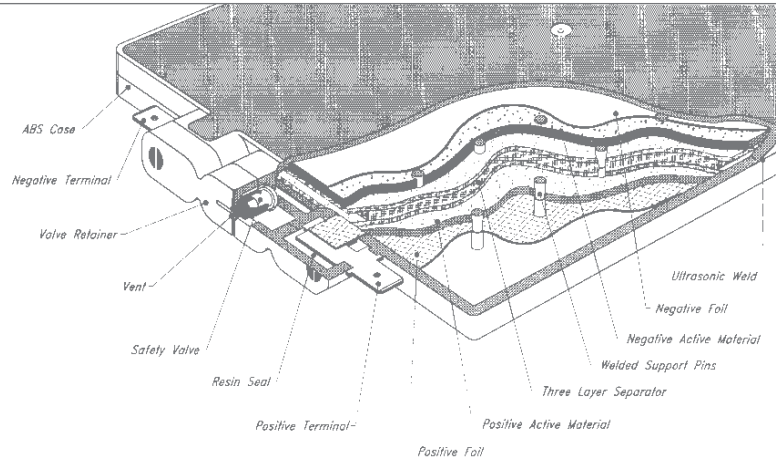 ABS Case
Negative Terminal
Valve Retainer
Vent
Safety Valve
Resin Seal
Positive Terminal
Positive Foil
Positive Active Material
Three Layer Separator
Welded Support Pins
Negative Active Material
Negative Foil
Ultrasonic Weld